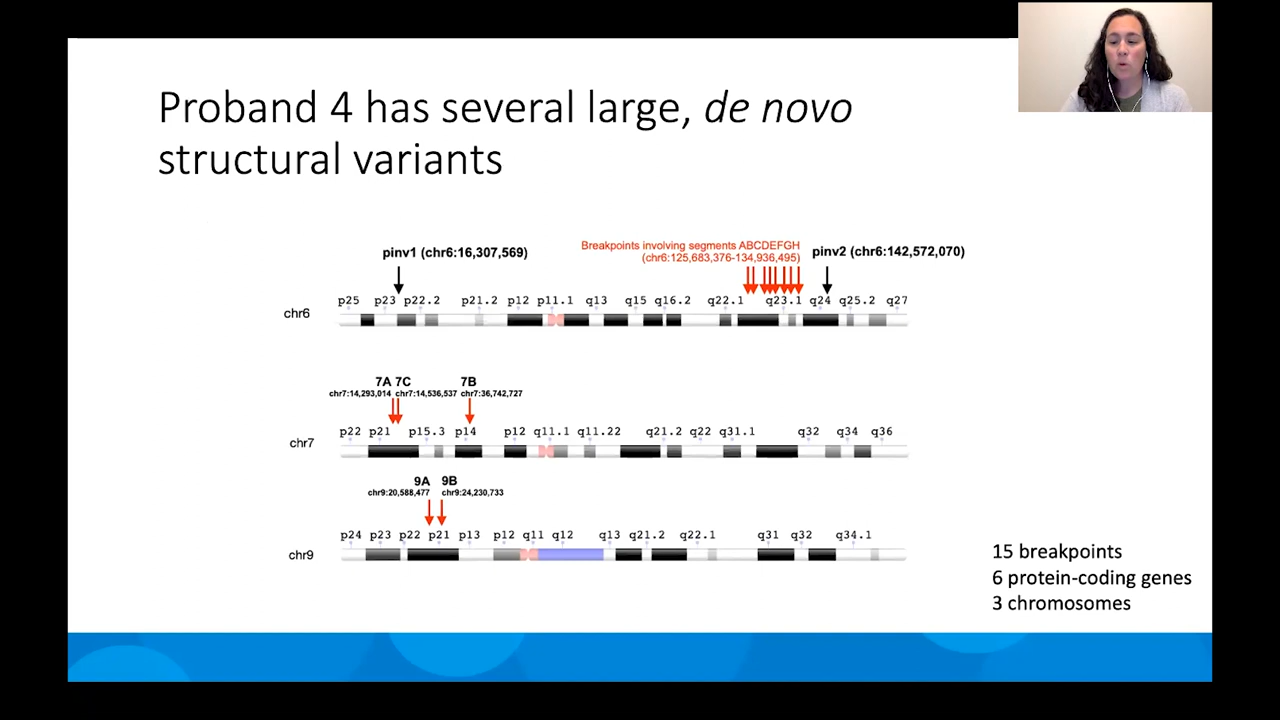 Proband 4 has several large, de novo
structural variants
pinv1 (chr6:16,307,569)
Breakpoints involving segments ABCDEFGH
(chr6:125,683,376-134,936,495)
pinv2 (chr6:142,572,070)
p25 p23 p22.2 p21.2 p12 p11.1 q13 q15 q16.2 q22.1 q23.1 q24 q25.2 q27
chr6
7A 7C 7B
chr7:14,293,014 chr7:14,536,537 chr7:36,742,727
p22 p21 p15.3 p14 p12 q11.1 q11.22 q21.2 q22 q31.1 q32 q34 q36
chr7
9A 9B
chr9:20,588,477 chr9:24,230,733
p24 p23 p22 p21 p13 p12 q11 q12 q13 q21.2 q22.1 q31 q32 q34.1
chr9
15 breakpoints
6 protein-coding genes
3 chromosomes